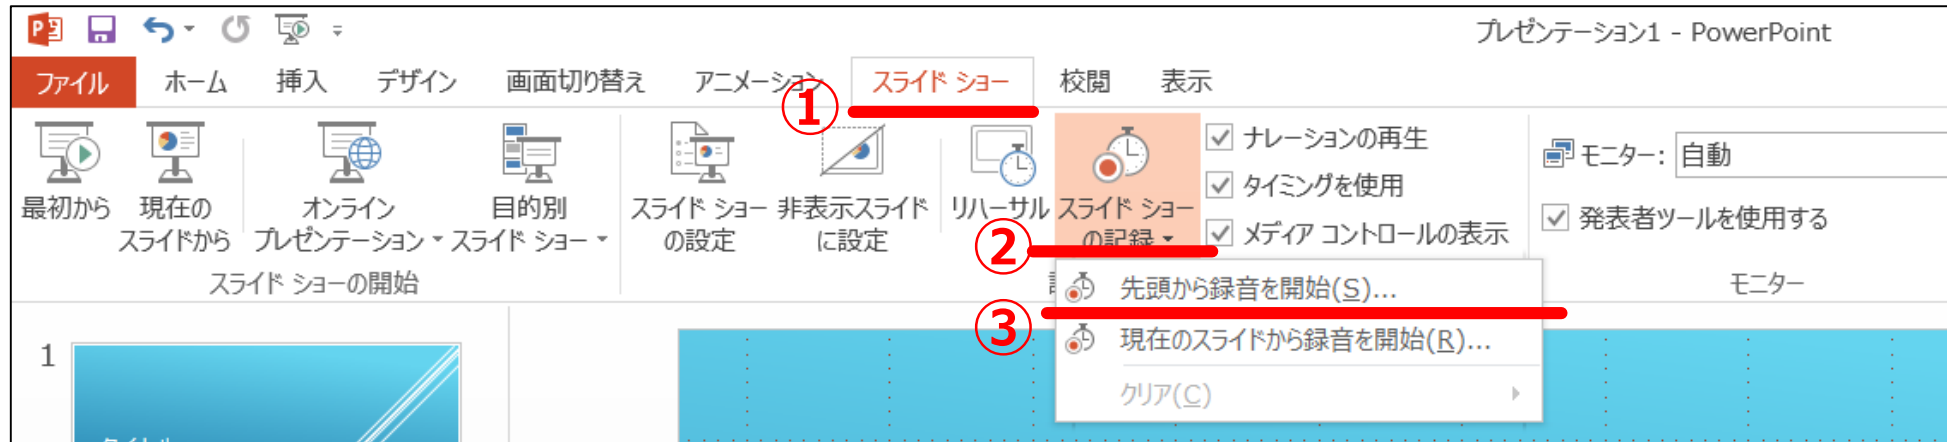 プレゼンテーション1 - PowerPoint
ファイル ホーム 挿入 デザイン 画面切り替え アニメーション スライド ショー 校閲 表示
①
最初から
現在の
スライドから
オンライン
プレゼンテーション
目的別
スライド ショー
スライド ショーの開始
スライド ショー
の設定
非表示スライド
に設定
リハーサル
スライド ショー
の記録
②
ナレーションの再生
タイミングを使用
メディア コントロールの表示
モニター: 自動
発表者ツールを使用する
モニター
先頭から録音を開始(S)...
③
現在のスライドから録音を開始(R)...
クリア(C)
1